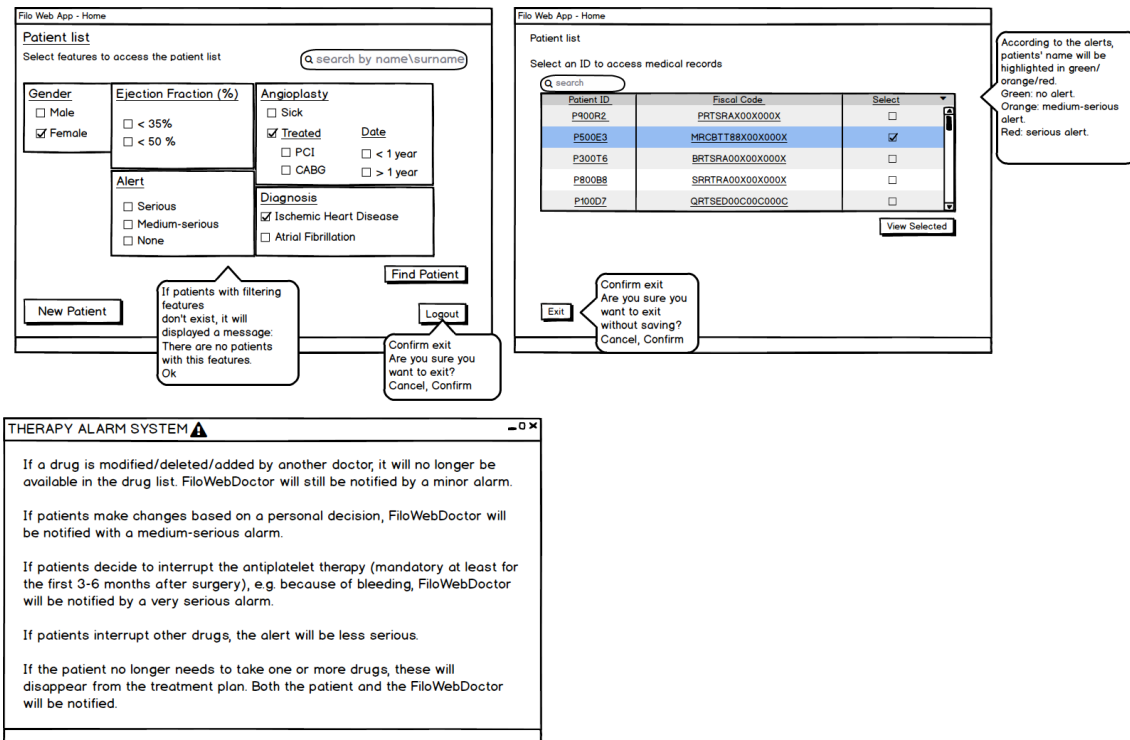 Filo Web App - Home
Patient list
Select features to access the patient list
search by name\surname
Gender
Male
Female
Ejection Fraction (%)
< 35%
< 50 %
Angioplasty
Sick
Treated
Date
PCI
< 1 year
CABG
> 1 year
Alert
Serious
Medium-serious
None
Diagnosis
Ischemic Heart Disease
Atrial Fibrillation
Find Patient
New Patient
Logout
If patients with filtering
features
don't exist, it will
displayed a message:
There are no patients
with this features.
Ok
Confirm exit
Are you sure you
want to exit?
Cancel, Confirm
Filo Web App - Home
Patient list
Select an ID to access medical records
search
Patient ID Fiscal Code Select
P900R2 PRTSRAX00X000X
P500E3 MRCBTT88X00X000X
P300T6 BRTSRA00X00X000X
P800B8 SRRTRA00X00X000X
P100D7 QRTSED00C00C000C
View Selected
Exit
Confirm exit
Are you sure you
want to exit
without saving?
Cancel, Confirm
According to the alerts,
patients' name will be
highlighted in green/
orange/red.
Green: no alert.
Orange: medium-serious
alert.
Red: serious alert.
THERAPY ALARM SYSTEM
If a drug is modified/deleted/added by another doctor, it will no longer be
available in the drug list. FiloWebDoctor will still be notified by a minor alarm.
If patients make changes based on a personal decision, FiloWebDoctor will
be notified with a medium-serious alarm.
If patients decide to interrupt the antiplatelet therapy (mandatory at least for
the first 3-6 months after surgery), e.g. because of bleeding, FiloWebDoctor
will be notified by a very serious alarm.
If patients interrupt other drugs, the alert will be less serious.
If the patient no longer needs to take one or more drugs, these will
disappear from the treatment plan. Both the patient and the FiloWebDoctor
will be notified.